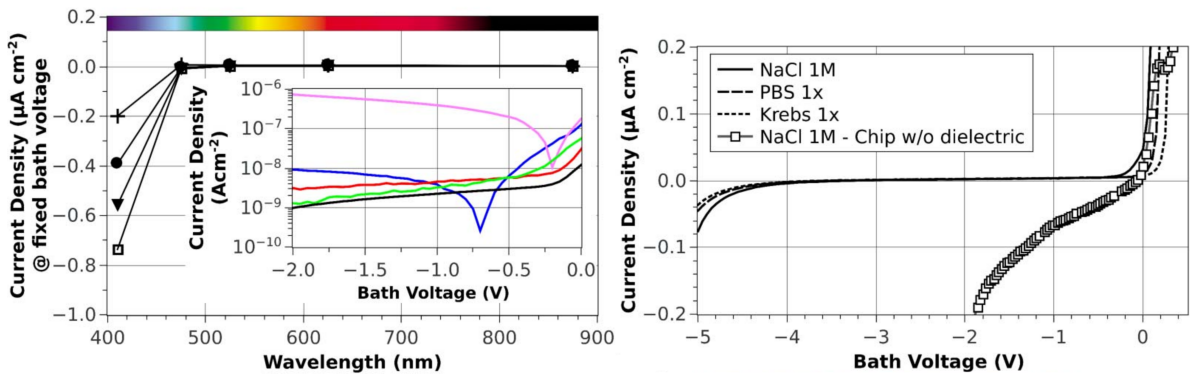 Current Density (µA cm⁻²)
@ fixed bath voltage
0.2
0.0
−0.2
−0.4
−0.6
−0.8
−1.0
400 500 600 700 800 900
Wavelength (nm)
Current Density
(Acm⁻²)
10⁻⁶
10⁻⁷
10⁻⁸
10⁻⁹
10⁻¹⁰
−2.0 −1.5 −1.0 −0.5 0.0
Bath Voltage (V)
Current Density (µA cm⁻²)
0.2
0.1
0.0
−0.1
−0.2
NaCl 1M
PBS 1x
Krebs 1x
NaCl 1M - Chip w/o dielectric
−5 −4 −3 −2 −1 0
Bath Voltage (V)